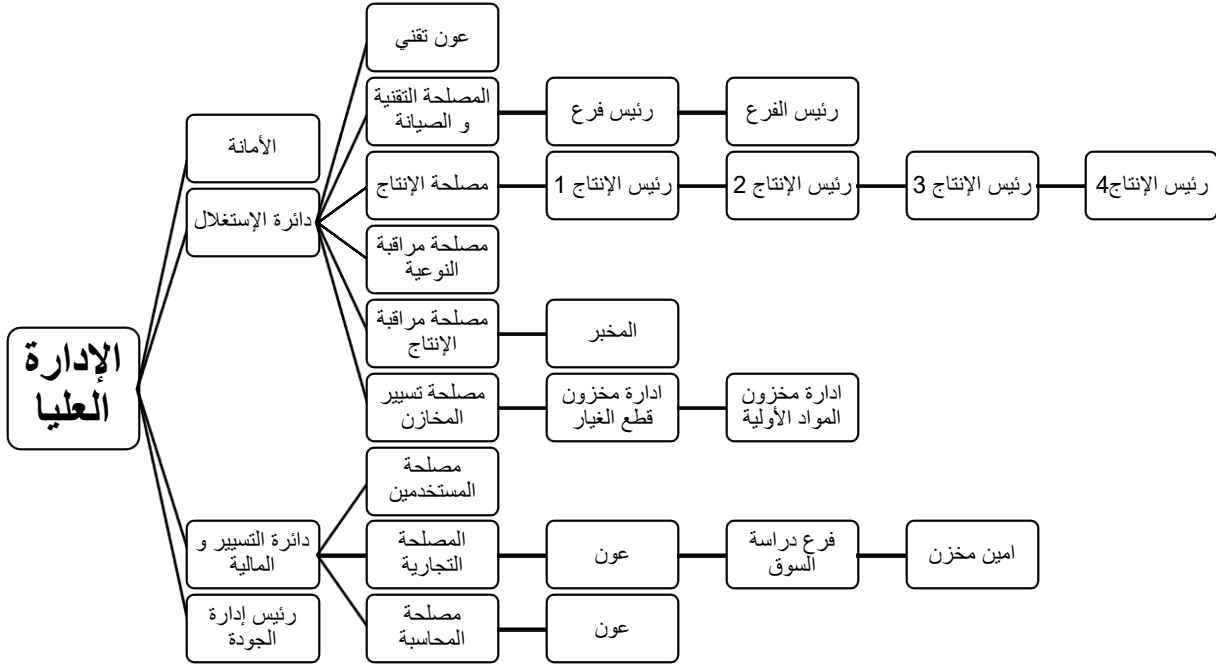 الإدارة
العليا
الأمانة
دائرة الإستغلال
عون تقني
المصلحة التقنية
و الصيانة
رئيس فرع
رئيس الفرع
مصلحة الإنتاج
رئيس الإنتاج 1
رئيس الإنتاج 2
رئيس الإنتاج 3
رئيس الإنتاج4
مصلحة مراقبة
النوعية
مصلحة مراقبة
الإنتاج
المخبر
مصلحة تسيير
المخازن
ادارة مخزون
قطع الغيار
ادارة مخزون
المواد الأولية
دائرة التسيير و
المالية
مصلحة
المستخدمين
المصلحة
التجارية
عون
فرع دراسة
السوق
امين مخزن
مصلحة
المحاسبة
عون
رئيس إدارة
الجودة